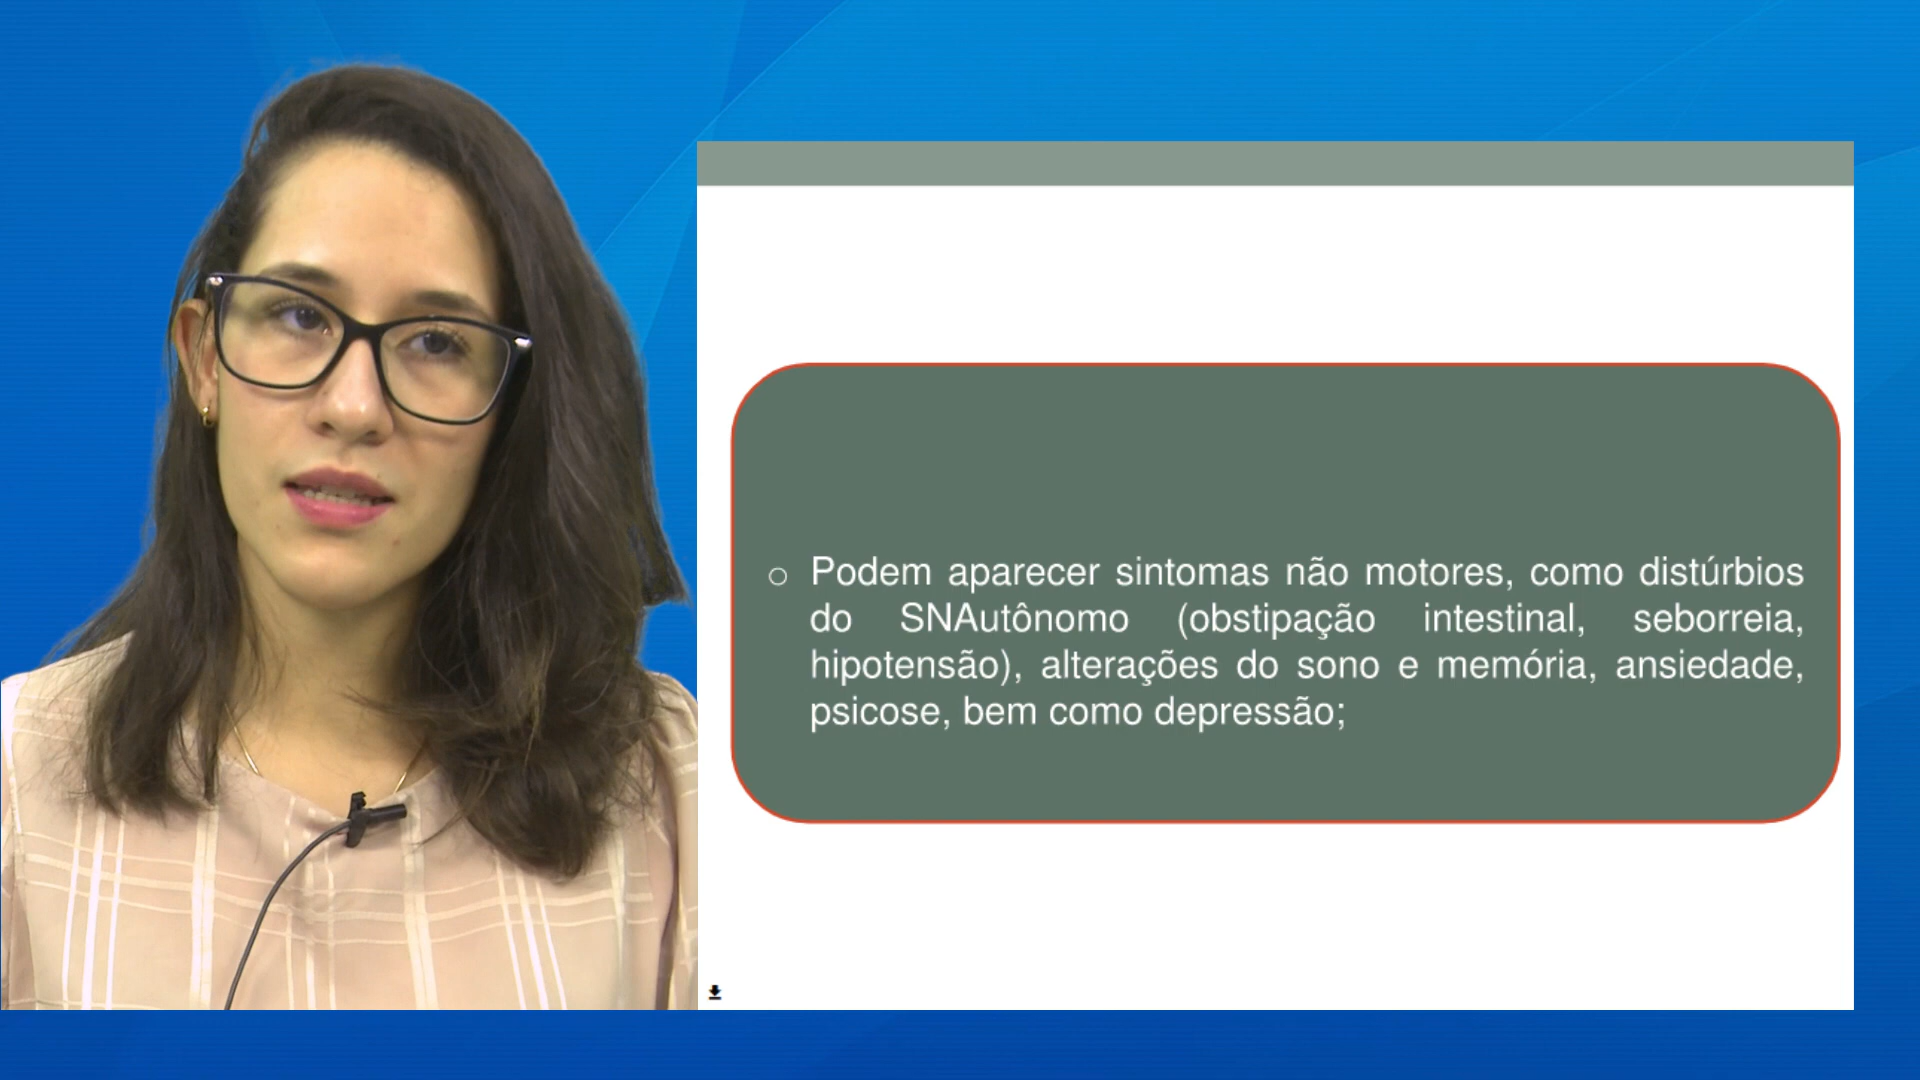 Podem aparecer sintomas não motores, como distúrbios
do SNAutônomo (obstipação intestinal, seborreia,
hipotensão), alterações do sono e memória, ansiedade,
psicose, bem como depressão;